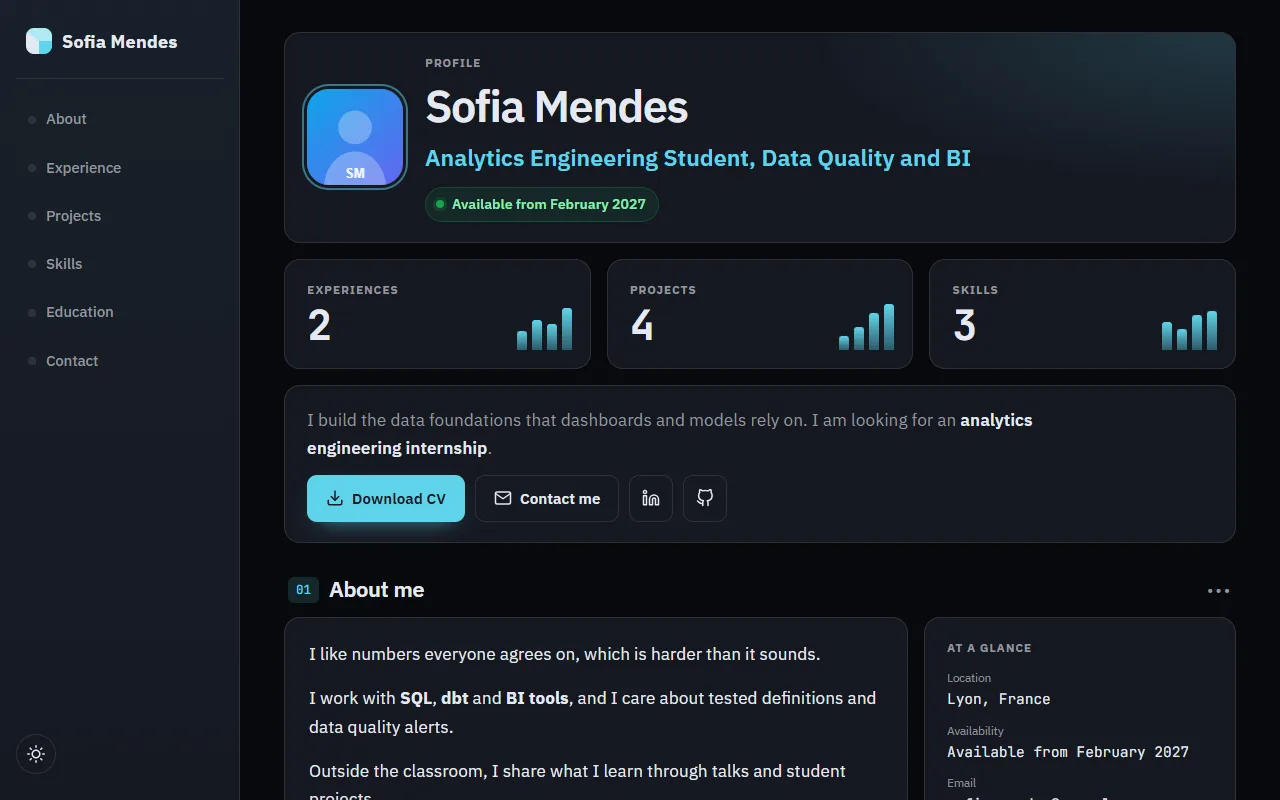 Sofia Mendes
About
Experience
Projects
Skills
Education
Contact
PROFILE
Sofia Mendes
Analytics Engineering Student, Data Quality and BI
SM
Available from February 2027
EXPERIENCES
2
PROJECTS
4
SKILLS
3
I build the data foundations that dashboards and models rely on. I am looking for an analytics
engineering internship.
Download CV
Contact me
01
About me
I like numbers everyone agrees on, which is harder than it sounds.
I work with SQL, dbt and BI tools, and I care about tested definitions and
data quality alerts.
Outside the classroom, I share what I learn through talks and student
projects.
AT A GLANCE
Location
Lyon, France
Availability
Available from February 2027
Email